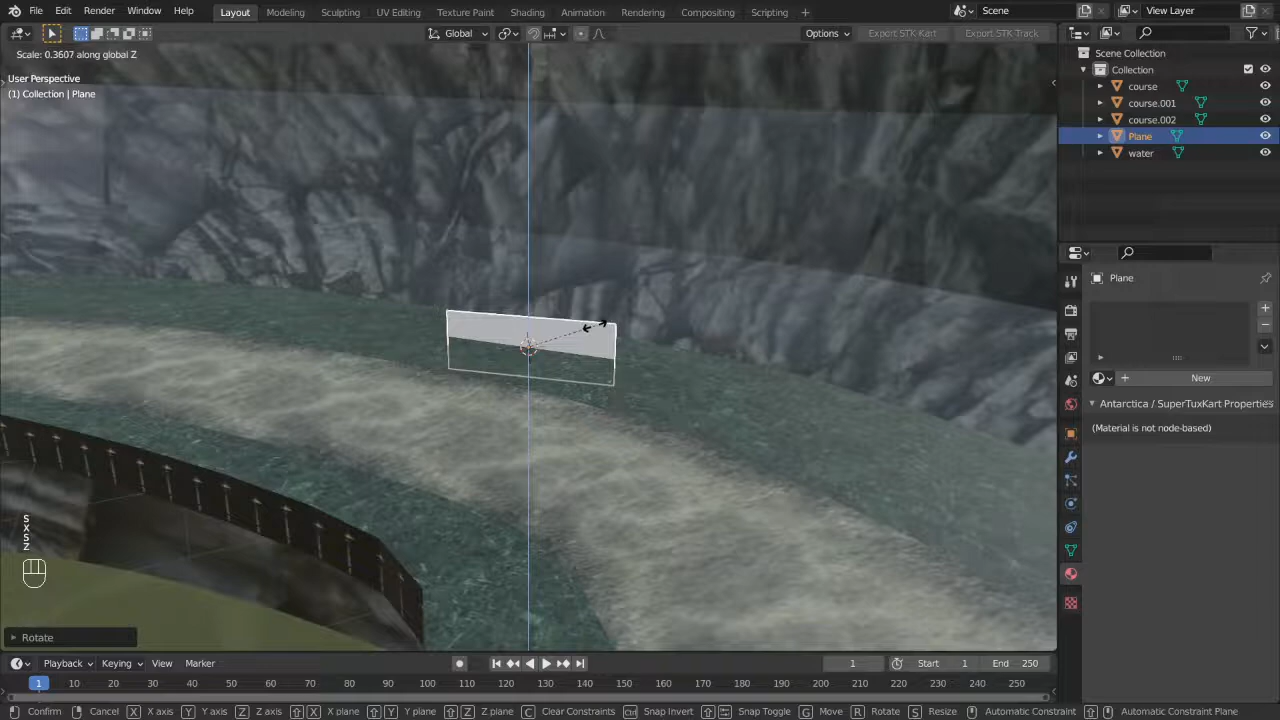 File Edit Render Window Help Layout Modeling Sculpting UV Editing Texture Paint Shading Animation Rendering Compositing Scripting + Scene View Layer
Global Options Export STK Kart Export STK Track
Scale: 0.3607 along global Z
User Perspective
(1) Collection | Plane
Scene Collection
Collection
course
course.001
course.002
Plane
water
Plane
New
Antarctica / SuperTuxKart Properties
(Material is not node-based)
S
X
S
Z
Rotate
Playback Keying View Marker 1 Start 1 End 250
1 10 20 30 40 50 60 70 80 90 100 110 120 130 140 150 160 170 180 190 200 210 220 230 240 250
Confirm Cancel X X axis Y Y axis Z Z axis X X plane Y Y plane Z Z plane C Clear Constraints Ctrl Snap Invert Snap Toggle G Move R Rotate S Resize Automatic Constraint Automatic Constraint Plane